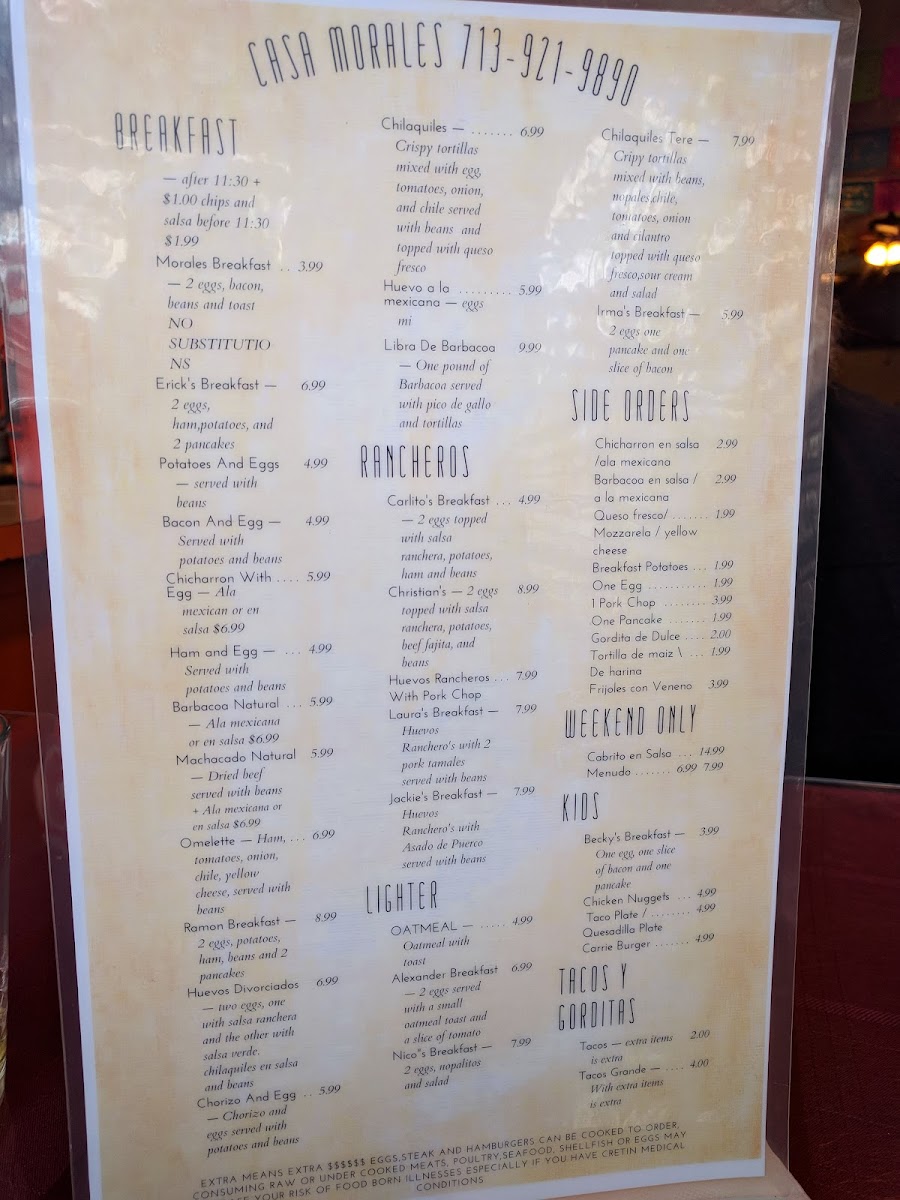 CASA MORALES 713-921-9890
BREAKFAST
— after 11:30 +
$1.00 chips and
salsa before 11:30
$1.99
Morales Breakfast .. 3.99
— 2 eggs, bacon,
beans and toast
NO
SUBSTITUTIO
NS
Erick's Breakfast — 6.99
2 eggs,
ham,potatoes, and
2 pancakes
Potatoes And Eggs 4.99
— served with
beans
Bacon And Egg — 4.99
Served with
potatoes and beans
Chicharron With .... 5.99
Egg — Ala
mexican or en
salsa $6.99
Ham and Egg — ... 4.99
Served with
potatoes and beans
Barbacoa Natural ... 5.99
— Ala mexicana
or en salsa $6.99
Machacado Natural 5.99
— Dried beef
served with beans
+ Ala mexicana or
en salsa $6.99
Omelette — Ham, ... 6.99
tomatoes, onion,
chile, yellow
cheese, served with
beans
Ramon Breakfast — 8.99
2 eggs, potatoes,
ham, beans and 2
pancakes
Huevos Divorciados 6.99
— two eggs, one
with salsa ranchera
and the other with
salsa verde.
chilaquiles en salsa
and beans
Chorizo And Egg .. 5.99
— Chorizo and
eggs served with
potatoes and beans
Chilaquiles — ....... 6.99
Crispy tortillas
mixed with egg,
tomatoes, onion,
and chile served
with beans and
topped with queso
fresco
Huevo a la ......... 5.99
mexicana — eggs
mi
Libra De Barbacoa 9.99
— One pound of
Barbacoa served
with pico de gallo
and tortillas
RANCHEROS
Carlito's Breakfast ... 4.99
— 2 eggs topped
with salsa
ranchera, potatoes,
ham and beans
Christian's — 2 eggs 8.99
topped with salsa
ranchera, potatoes,
beef fajita, and
beans
Huevos Rancheros ... 7.99
With Pork Chop
Laura's Breakfast — 7.99
Huevos
Ranchero's with 2
pork tamales
served with beans
Jackie's Breakfast — 7.99
Huevos
Ranchero's with
Asado de Puerco
served with beans
LIGHTER
OATMEAL — ..... 4.99
Oatmeal with
toast
Alexander Breakfast 6.99
— 2 eggs served
with a small
oatmeal toast and
a slice of tomato
Nico"s Breakfast — 7.99
2 eggs, nopalitos
and salad
Chilaquiles Tere — 7.99
Cripy tortillas
mixed with beans,
nopales,chile,
tomatoes, onion
and cilantro
topped with queso
fresco,sour cream
and salad
Irma's Breakfast — 5.99
2 eggs one
pancake and one
slice of bacon
SIDE ORDERS
Chicharron en salsa 2.99
/ala mexicana
Barbacoa en salsa / 2.99
a la mexicana
Queso fresco/ ....... 1.99
Mozzarela / yellow
cheese
Breakfast Potatoes ... 1.99
One Egg ........... 1.99
1 Pork Chop ........ 3.99
One Pancake ....... 1.99
Gordita de Dulce ..... 2.00
Tortilla de maiz \ ... 1.99
De harina
Frijoles con Veneno 3.99
WEEKEND ONLY
Cabrito en Salsa ... 14.99
Menudo ....... 6.99 7.99
KIDS
Becky's Breakfast — 3.99
One egg, one slice
of bacon and one
pancake
Chicken Nuggets ... 4.99
Taco Plate / ........ 4.99
Quesadilla Plate
Carrie Burger ....... 4.99
TACOS Y
GORDITAS
Tacos — extra items 2.00
is extra
Tacos Grande — .... 4.00
With extra items
is extra
EXTRA MEANS EXTRA $$$$$$ EGGS,STEAK AND HAMBURGERS CAN BE COOKED TO ORDER,
CONSUMING RAW OR UNDER COOKED MEATS, POULTRY,SEAFOOD, SHELLFISH OR EGGS MAY
YOUR RISK OF FOOD BORN ILLNESSES ESPECIALLY IF YOU HAVE CRETIN MEDICAL
CONDITIONS